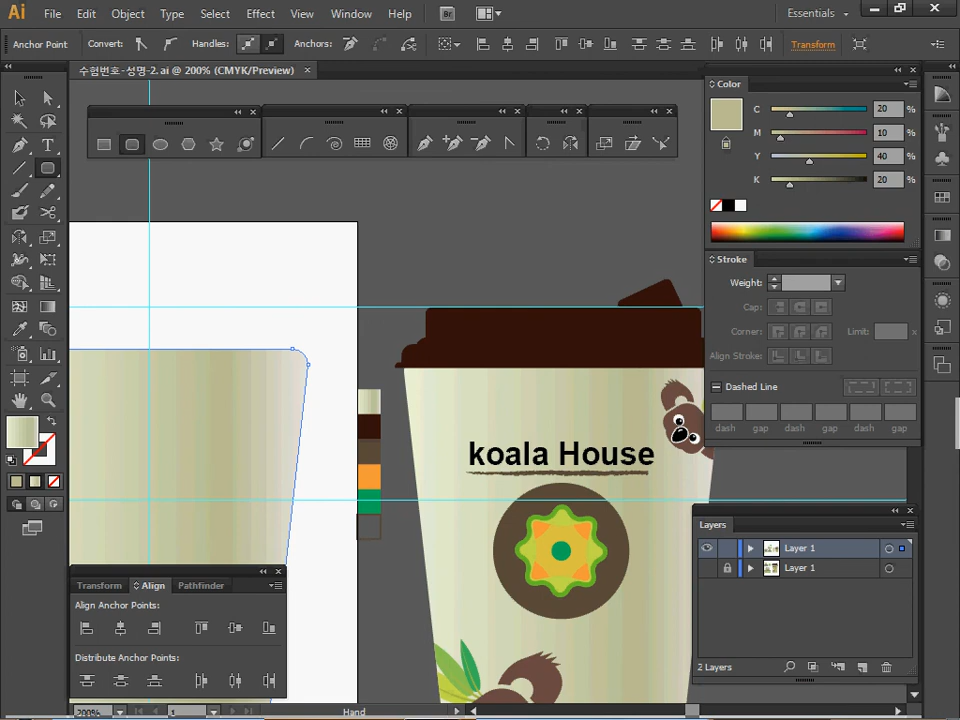 Ai File Edit Object Type Select Effect View Window Help Br Essentials
Anchor Point Convert: Handles: Anchors: Transform
수험번호-성명-2.ai @ 200% (CMYK/Preview)
Color
C 20 %
M 10 %
Y 40 %
K 20 %
Stroke
Weight:
Cap:
Corner: Limit: x
Align Stroke:
Dashed Line
dash gap dash gap dash gap
koala House
Layers
Layer 1
Layer 1
2 Layers
Transform Align Pathfinder
Align Anchor Points:
Distribute Anchor Points:
200% 1 Hand